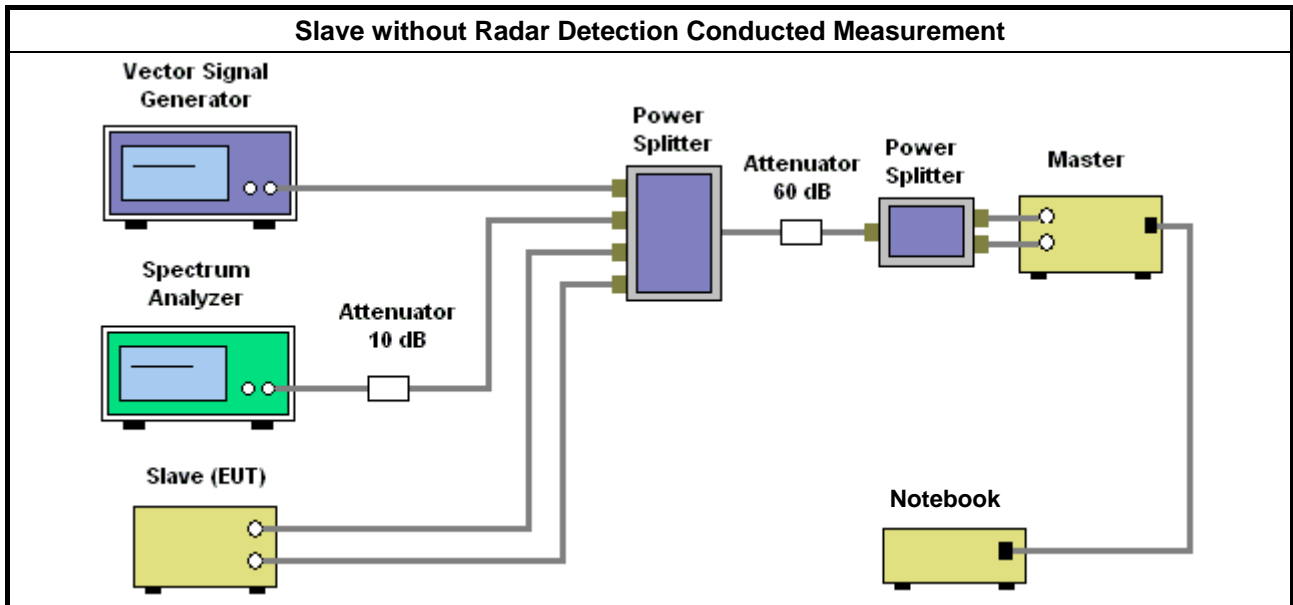 Slave without Radar Detection Conducted Measurement
Vector Signal
Generator
Power
Splitter
Attenuator
60 dB
Power
Splitter
Master
Spectrum
Analyzer
Attenuator
10 dB
Slave (EUT)
Notebook